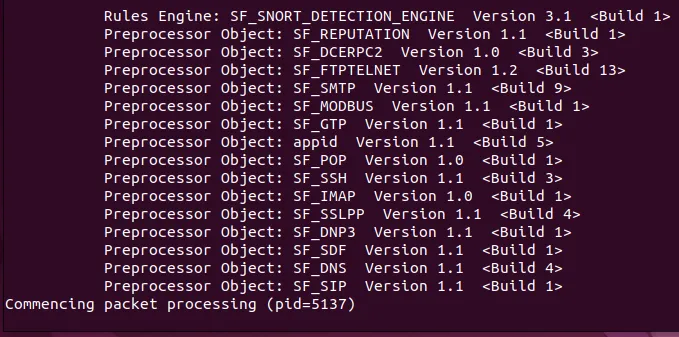 Rules Engine: SF_SNORT_DETECTION_ENGINE  Version 3.1  <Build 1>
Preprocessor Object: SF_REPUTATION  Version 1.1  <Build 1>
Preprocessor Object: SF_DCERPC2  Version 1.0  <Build 3>
Preprocessor Object: SF_FTPTELNET  Version 1.2  <Build 13>
Preprocessor Object: SF_SMTP  Version 1.1  <Build 9>
Preprocessor Object: SF_MODBUS  Version 1.1  <Build 1>
Preprocessor Object: SF_GTP  Version 1.1  <Build 1>
Preprocessor Object: appid  Version 1.1  <Build 5>
Preprocessor Object: SF_POP  Version 1.0  <Build 1>
Preprocessor Object: SF_SSH  Version 1.1  <Build 3>
Preprocessor Object: SF_IMAP  Version 1.0  <Build 1>
Preprocessor Object: SF_SSLPP  Version 1.1  <Build 4>
Preprocessor Object: SF_DNP3  Version 1.1  <Build 1>
Preprocessor Object: SF_SDF  Version 1.1  <Build 1>
Preprocessor Object: SF_DNS  Version 1.1  <Build 4>
Preprocessor Object: SF_SIP  Version 1.1  <Build 1>
Commencing packet processing (pid=5137)